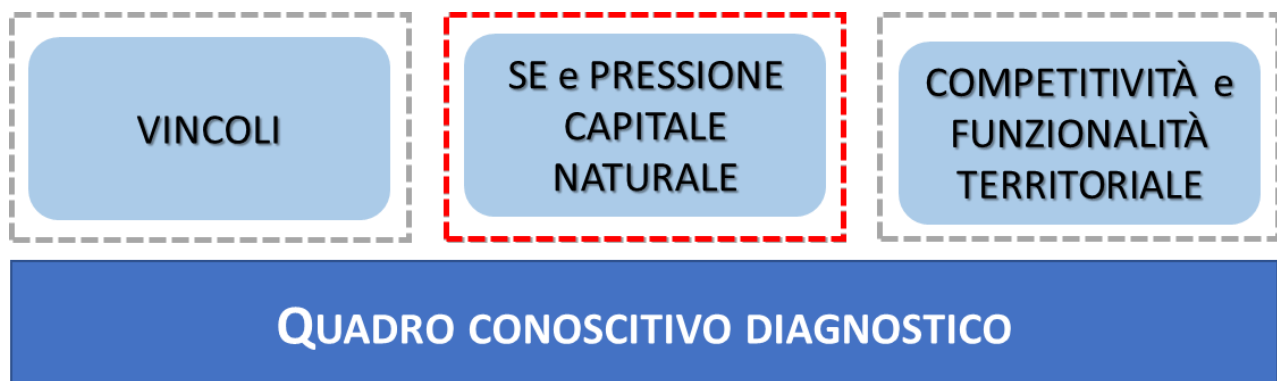 VINCOLI
SE e PRESSIONE
CAPITALE
NATURALE
COMPETITIVITÀ e
FUNZIONALITÀ
TERRITORIALE
QUADRO CONOSCITIVO DIAGNOSTICO